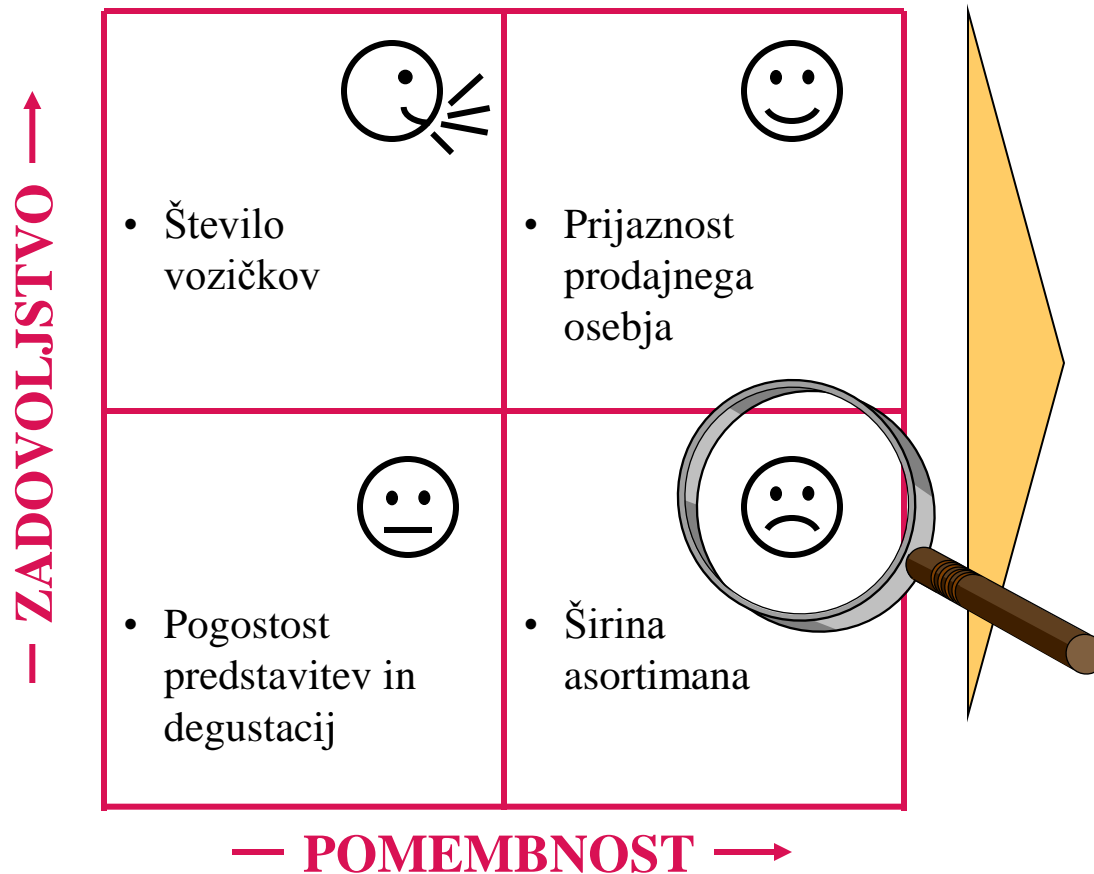 ZADOVOLJSTVO
• Število
vozičkov
• Prijaznost
prodajnega
osebja
• Pogostost
predstavitev in
degustacij
• Širina
asortimana
POMEMBNOST